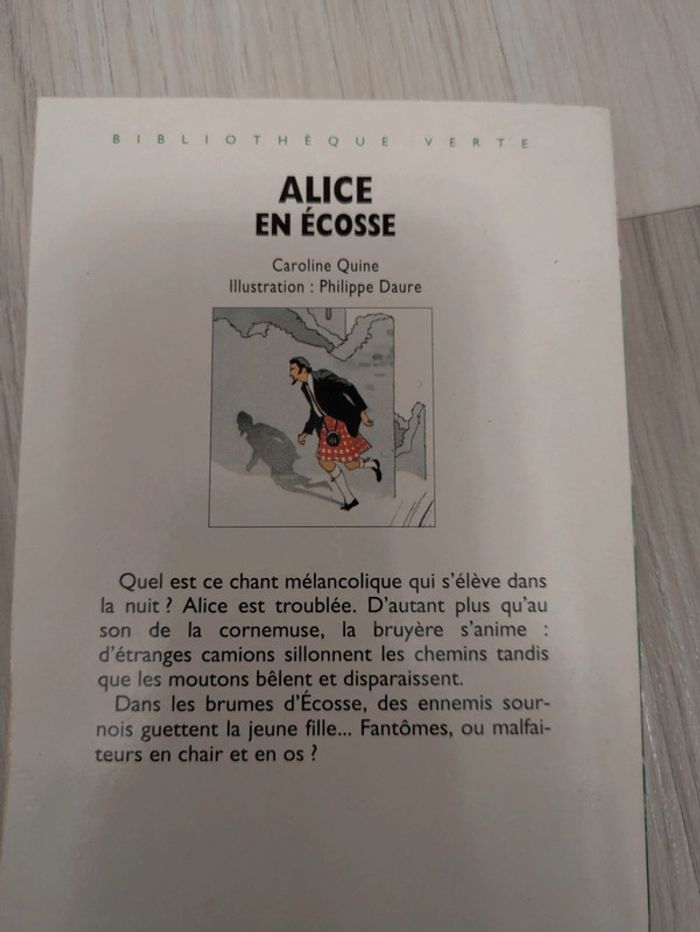 BIBLIOTHÈQUE VERTE
ALICE
EN ÉCOSSE
Caroline Quine
Illustration : Philippe Daure
Quel est ce chant mélancolique qui s'élève dans
la nuit ? Alice est troublée. D'autant plus qu'au
son de la cornemuse, la bruyère s'anime :
d'étranges camions sillonnent les chemins tandis
que les moutons bêlent et disparaissent.
Dans les brumes d'Écosse, des ennemis sour-
nois guettent la jeune fille... Fantômes, ou malfai-
teurs en chair et en os ?